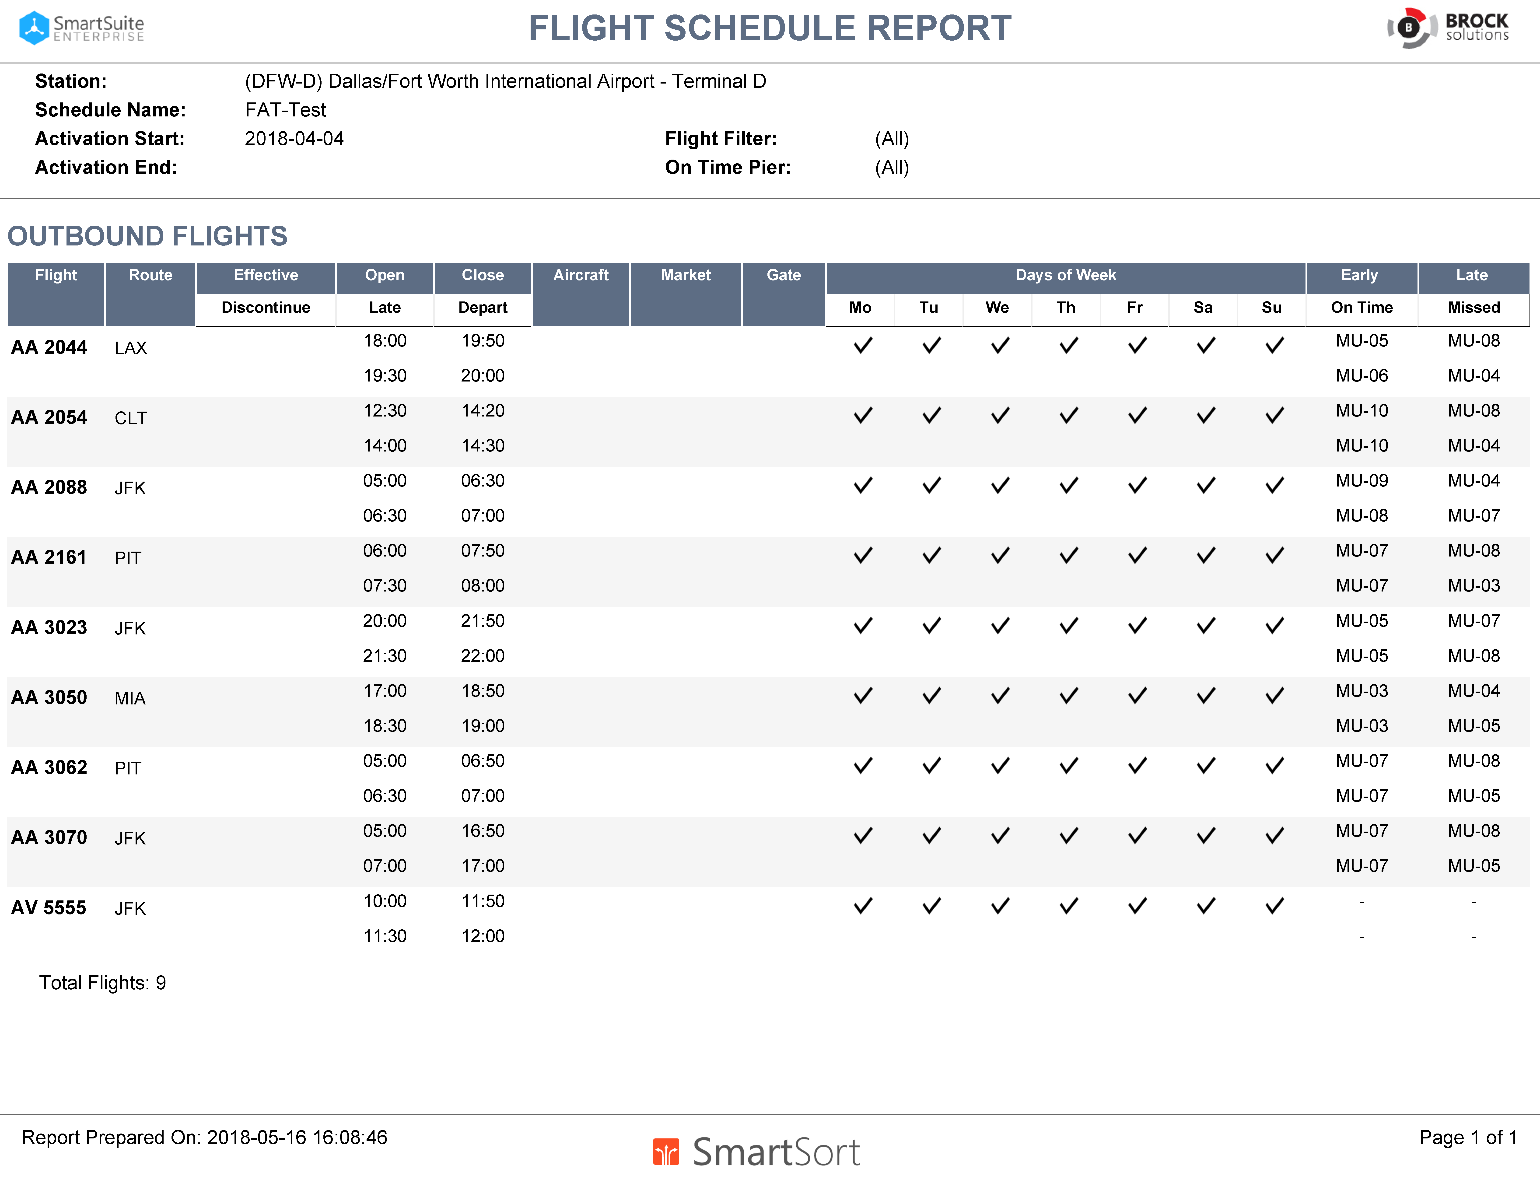 SmartSuite
ENTERPRISE
FLIGHT SCHEDULE REPORT
B
BROCK
solutions
Station: (DFW-D) Dallas/Fort Worth International Airport - Terminal D
Schedule Name: FAT-Test
Activation Start: 2018-04-04 Flight Filter: (All)
Activation End: On Time Pier: (All)
OUTBOUND FLIGHTS
Flight Route Effective Open Close Aircraft Market Gate Days of Week Early Late
Discontinue Late Depart Mo Tu We Th Fr Sa Su On Time Missed
AA 2044 LAX 18:00 19:50 ✓ ✓ ✓ ✓ ✓ ✓ ✓ MU-05 MU-08
19:30 20:00 MU-06 MU-04
AA 2054 CLT 12:30 14:20 ✓ ✓ ✓ ✓ ✓ ✓ ✓ MU-10 MU-08
14:00 14:30 MU-10 MU-04
AA 2088 JFK 05:00 06:30 ✓ ✓ ✓ ✓ ✓ ✓ ✓ MU-09 MU-04
06:30 07:00 MU-08 MU-07
AA 2161 PIT 06:00 07:50 ✓ ✓ ✓ ✓ ✓ ✓ ✓ MU-07 MU-08
07:30 08:00 MU-07 MU-03
AA 3023 JFK 20:00 21:50 ✓ ✓ ✓ ✓ ✓ ✓ ✓ MU-05 MU-07
21:30 22:00 MU-05 MU-08
AA 3050 MIA 17:00 18:50 ✓ ✓ ✓ ✓ ✓ ✓ ✓ MU-03 MU-04
18:30 19:00 MU-03 MU-05
AA 3062 PIT 05:00 06:50 ✓ ✓ ✓ ✓ ✓ ✓ ✓ MU-07 MU-08
06:30 07:00 MU-07 MU-05
AA 3070 JFK 05:00 16:50 ✓ ✓ ✓ ✓ ✓ ✓ ✓ MU-07 MU-08
07:00 17:00 MU-07 MU-05
AV 5555 JFK 10:00 11:50 ✓ ✓ ✓ ✓ ✓ ✓ ✓ - -
11:30 12:00 - -
Total Flights: 9
Report Prepared On: 2018-05-16 16:08:46
SmartSort
Page 1 of 1